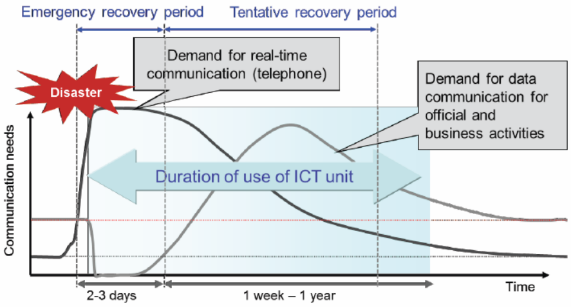 Emergency recovery period
Tentative recovery period
Demand for real-time
communication (telephone)
Disaster
Demand for data
communication for
official and
business activities
Duration of use of ICT unit
Communication needs
Time
2-3 days
1 week – 1 year